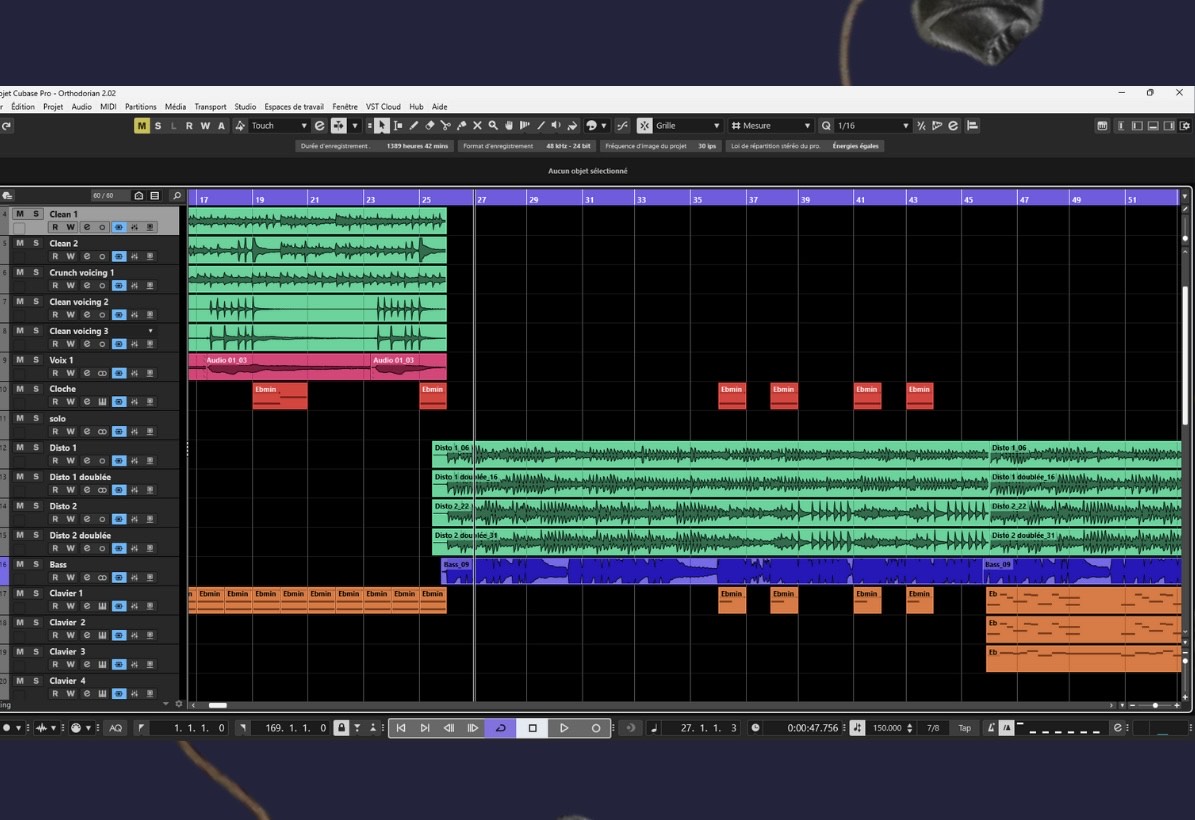 ojet Cubase Pro - Orthodorian 2.02
r Édition Projet Audio MIDI Partitions Média Transport Studio Espaces de travail Fenêtre VST Cloud Hub Aide
M S L R W A Touch Grille Mesure Q 1/16
Durée d'enregistrement 1389 heures 42 mins Format d'enregistrement 48 kHz - 24 bit Fréquence d'image du projet 30 ips Loi de répartition stéréo du pro. Énergies égales
Aucun objet sélectionné
60 / 60 17 19 21 23 25 27 29 31 33 35 37 39 41 43 45 47 49 51
4 M S Clean 1
R W e
5 M S Clean 2
R W e
6 M S Crunch voicing 1
R W e
7 M S Clean voicing 2
R W e
8 M S Clean voicing 3
R W e
9 M S Voix 1 Audio 01_03 Audio 01_03
R W e
10 M S Cloche Ebmin Ebmin Ebmin Ebmin Ebmin Ebmin
R W e
11 M S solo
R W e
12 M S Disto 1 Disto 1_06 Disto 1_06
R W e
13 M S Disto 1 doublée Disto 1 doublée_16 Disto 1 doublée_16
R W e
14 M S Disto 2 Disto 2_22 Disto 2_22
R W e
15 M S Disto 2 doublée Disto 2 doublée_31 Disto 2 doublée_31
R W e
16 M S Bass Bass_09 Bass_09
R W e
17 M S Clavier 1 n Ebmin Ebmin Ebmin Ebmin Ebmin Ebmin Ebmin Ebmin Ebmin Ebmin Ebmin Ebmin Ebmin Eb
R W e
18 M S Clavier 2 Eb
R W e
19 M S Clavier 3 Eb
R W e
20 M S Clavier 4
R W e
ing
AQ 1. 1. 1. 0 169. 1. 1. 0 27. 1. 1. 3 0:00:47.756 150.000 7/8 Tap